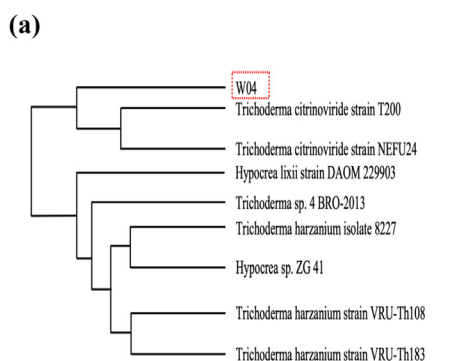 (a)
W04
Trichoderma citrinoviride strain T200
Trichoderma citrinoviride strain NEFU24
Hypocrea lixii strain DAOM 229903
Trichoderma sp. 4 BRO-2013
Trichoderma harzanium isolate 8227
Hypocrea sp. ZG 41
Trichoderma harzanium strain VRU-Th108
Trichoderma harzanium strain VRU-Th183